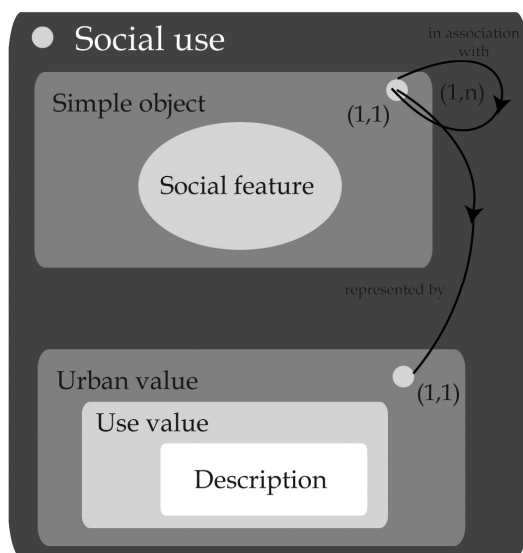 Social use
in association
with
Simple object
(1,1)
(1,n)
Social feature
represented by
Urban value
(1,1)
Use value
Description